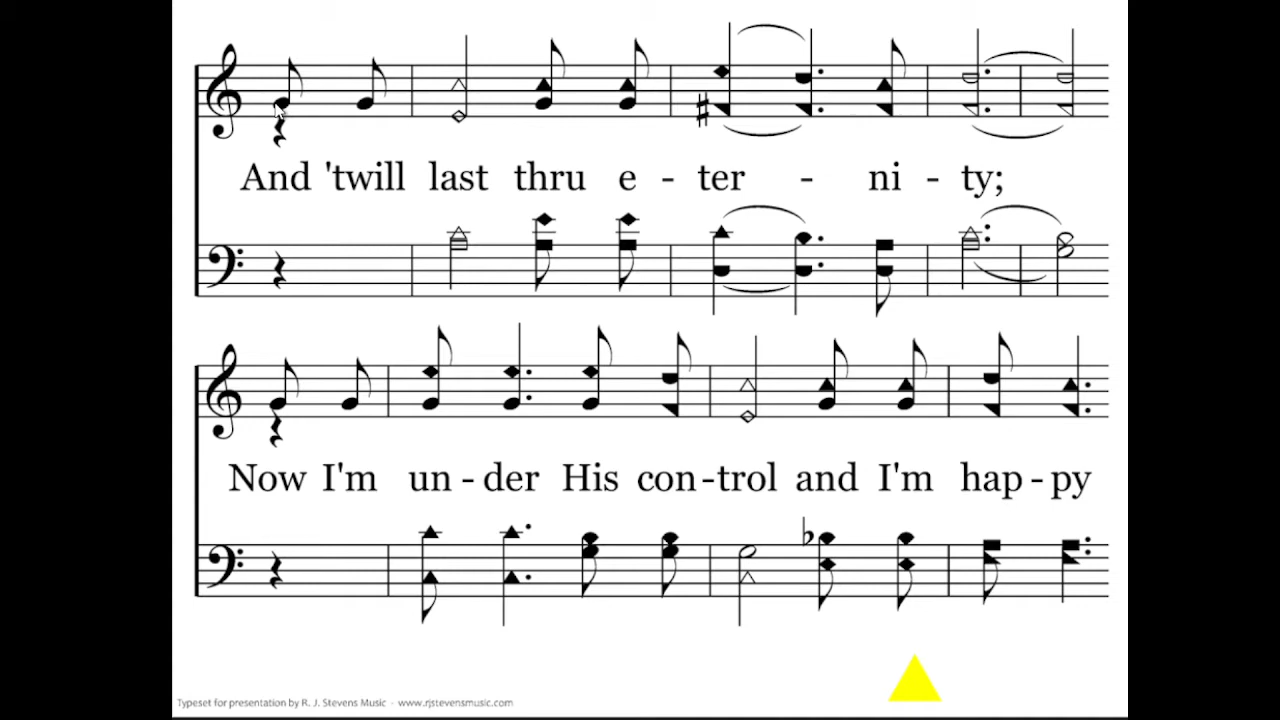 And 'twill last thru e - ter - ni - ty;
Now I'm un - der His con - trol and I'm hap - py
Typeset for presentation by R. J. Stevens Music - www.rjstevensmusic.com